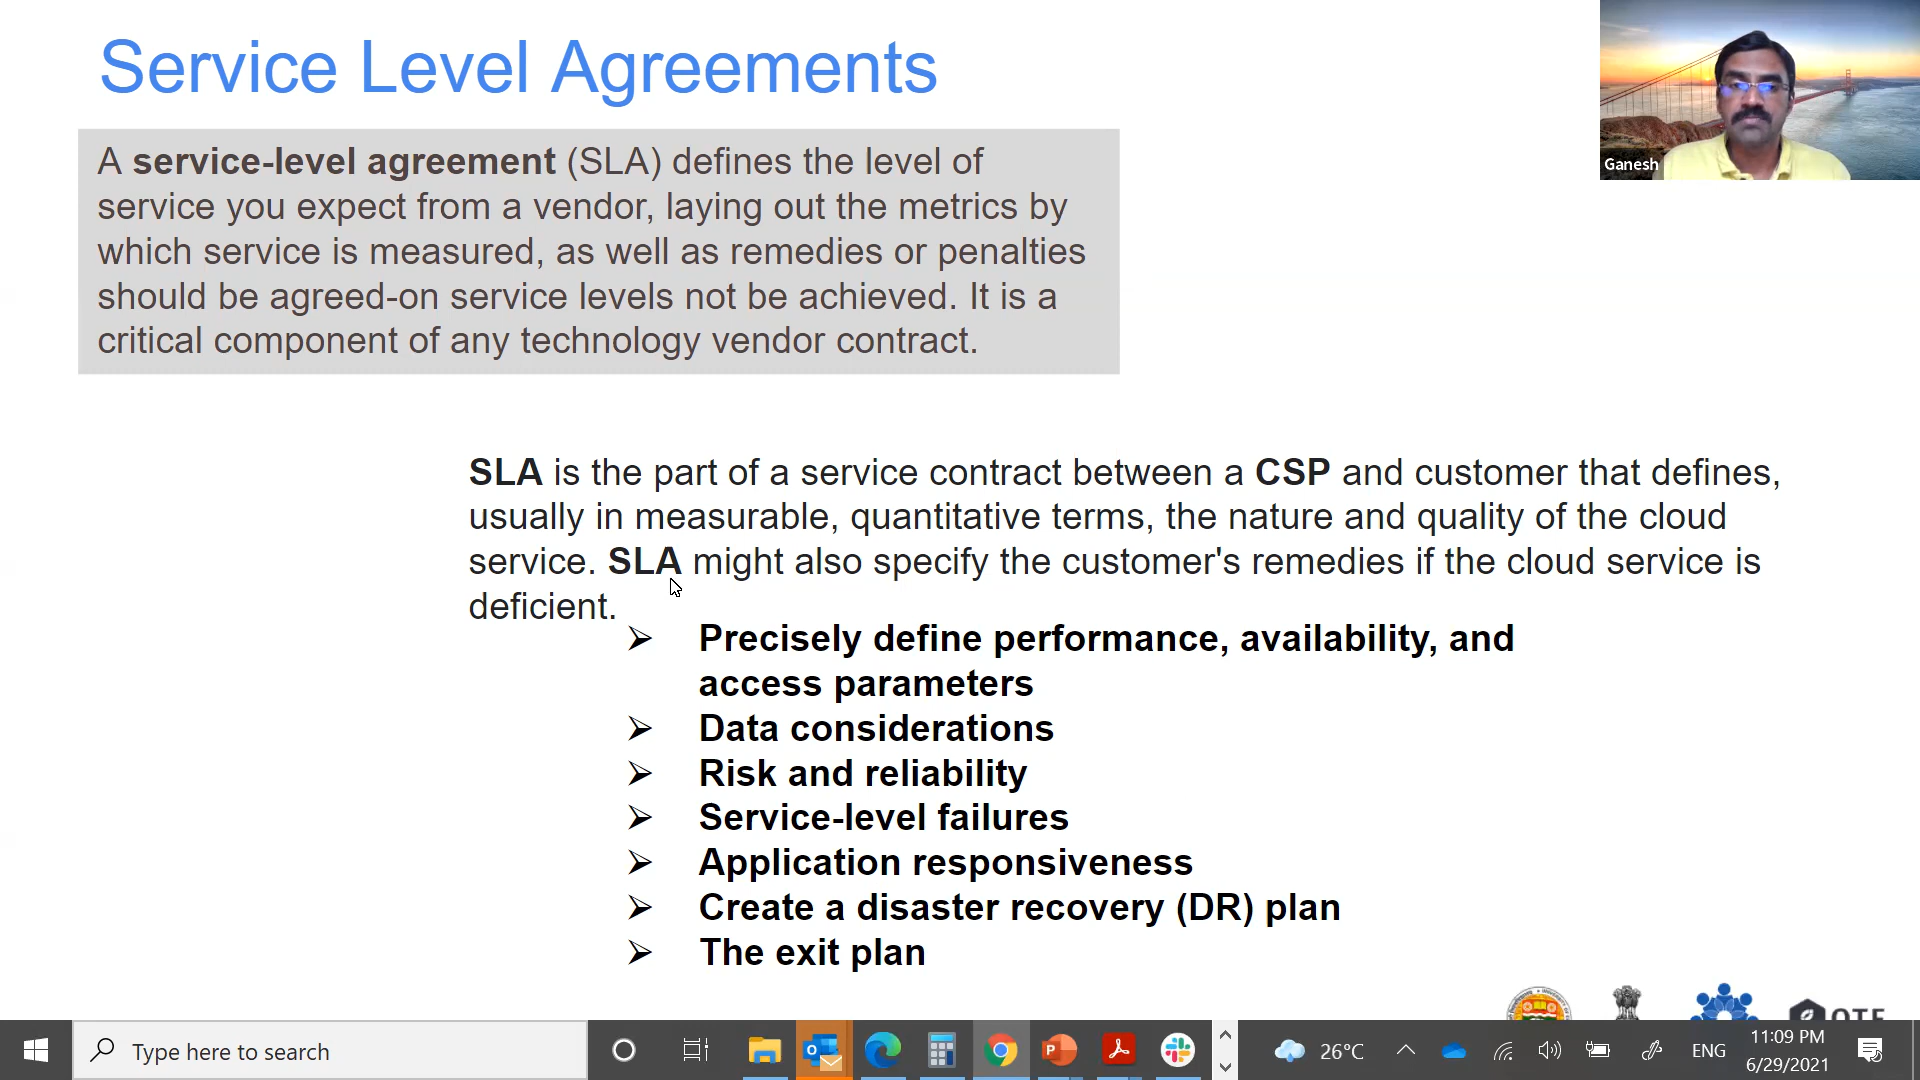 Service Level Agreements
Ganesh
A service-level agreement (SLA) defines the level of
service you expect from a vendor, laying out the metrics by
which service is measured, as well as remedies or penalties
should be agreed-on service levels not be achieved. It is a
critical component of any technology vendor contract.
SLA is the part of a service contract between a CSP and customer that defines,
usually in measurable, quantitative terms, the nature and quality of the cloud
service. SLA might also specify the customer's remedies if the cloud service is
deficient.
➢ Precisely define performance, availability, and
access parameters
➢ Data considerations
➢ Risk and reliability
➢ Service-level failures
➢ Application responsiveness
➢ Create a disaster recovery (DR) plan
➢ The exit plan
Type here to search
26°C
ENG
11:09 PM
6/29/2021